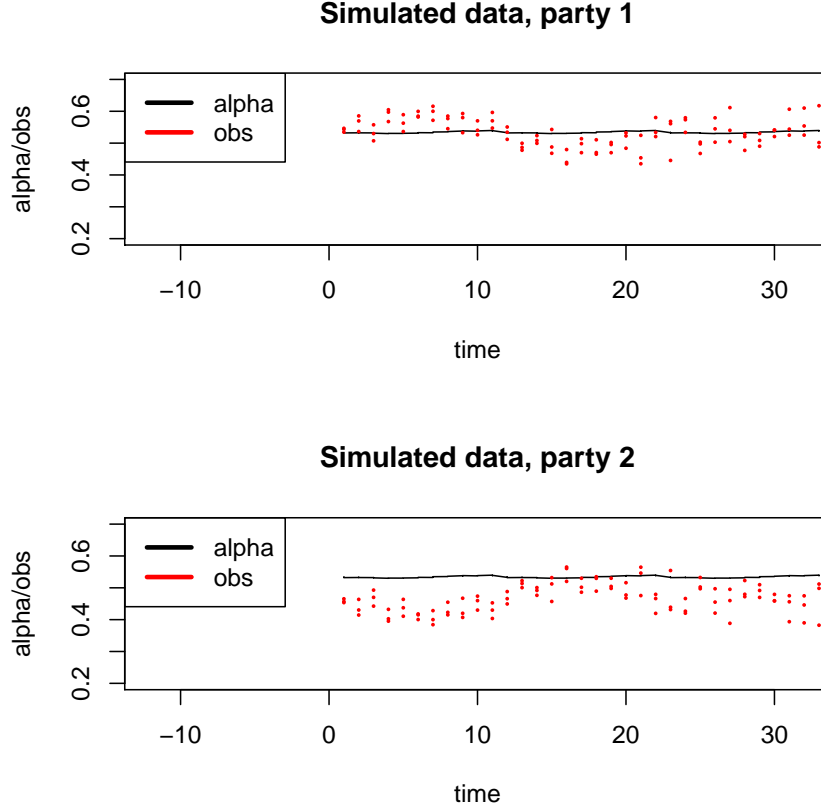 Simulated data, party 1
alpha/obs
0.6
0.4
0.2
alpha
obs
−10
0
10
20
30
time
Simulated data, party 2
alpha/obs
0.6
0.4
0.2
alpha
obs
−10
0
10
20
30
time